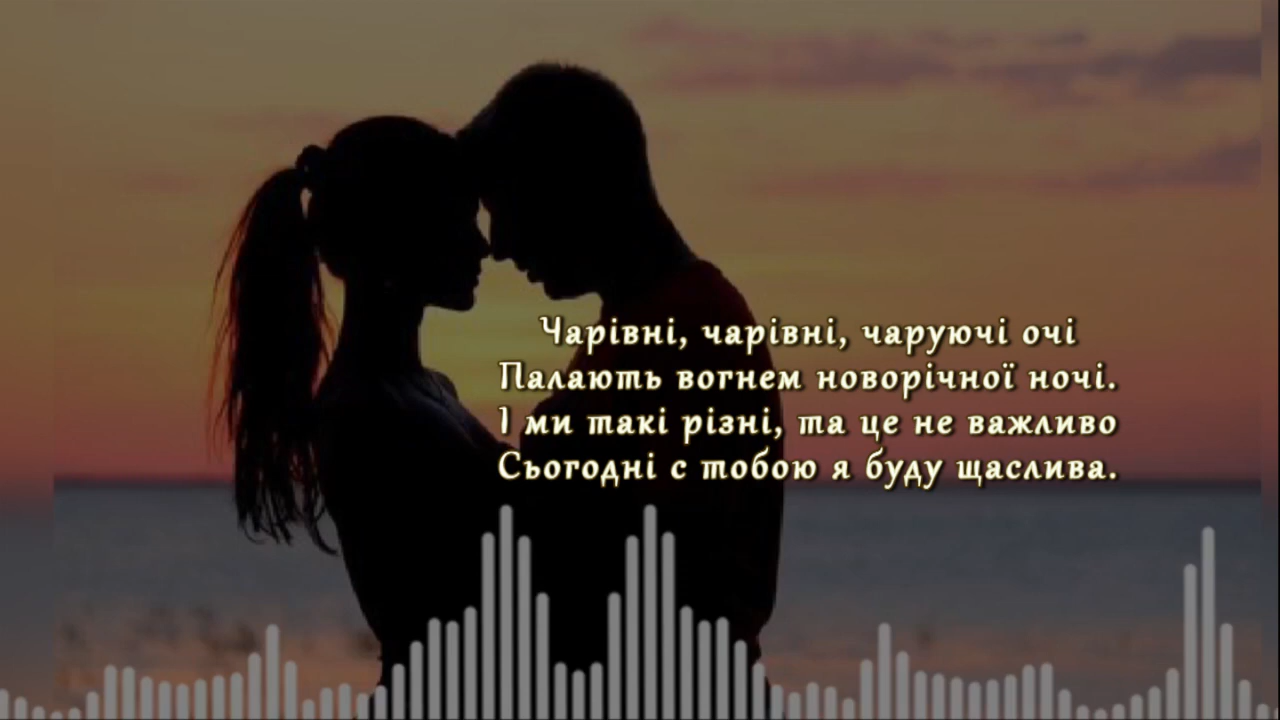 Чарівні, чарівні, чаруючі очі
Палають вогнем новорічної ночі.
І ми такі різні, та це не важливо
Сьогодні с тобою я буду щаслива.